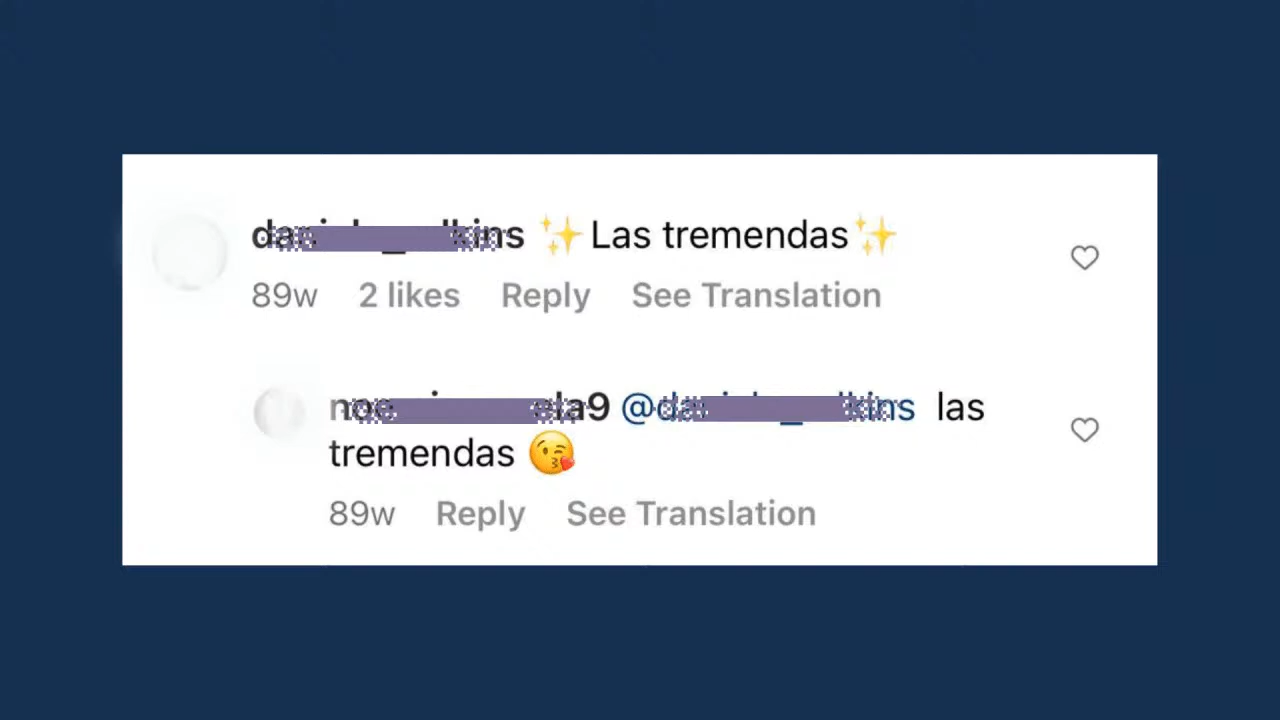 ✨Las tremendas✨
89w 2 likes Reply See Translation
las
tremendas 😘
89w Reply See Translation